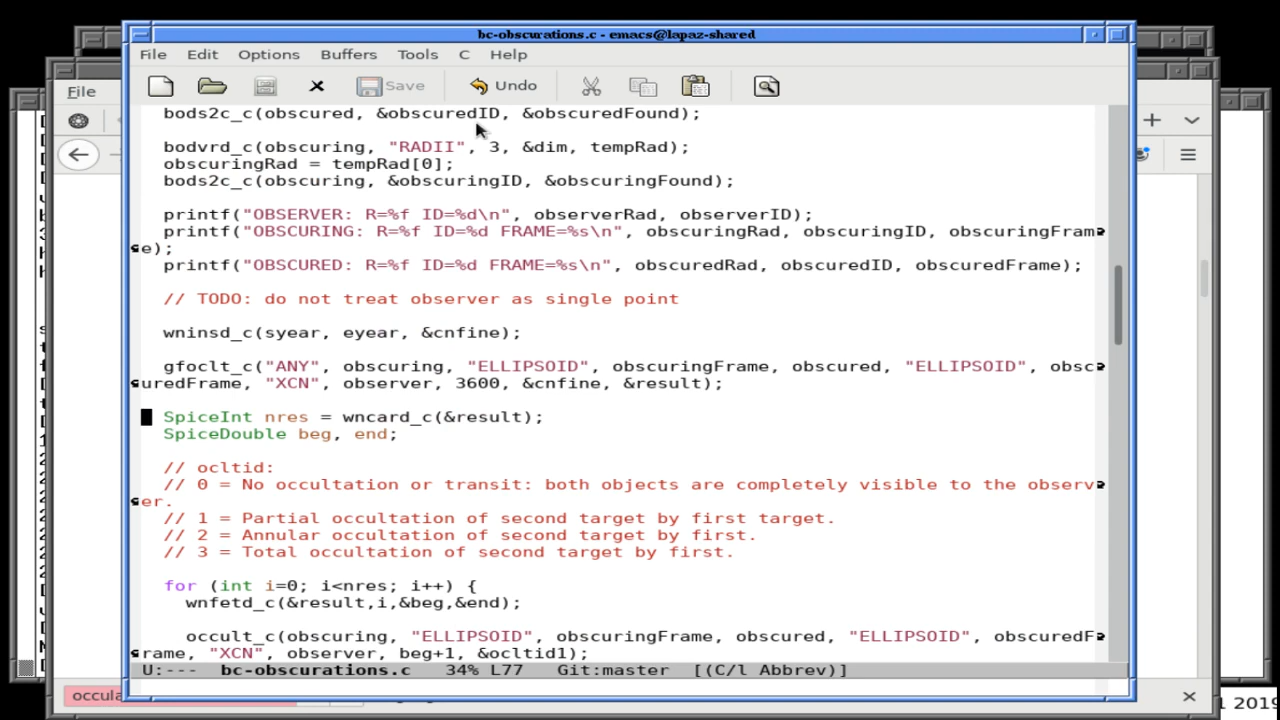 bc-obscurations.c - emacs@lapaz-shared
File Edit Options Buffers Tools C Help
File
Save Undo
bods2c_c(obscured, &obscuredID, &obscuredFound);
bodvrd_c(obscuring, "RADII", 3, &dim, tempRad);
obscuringRad = tempRad[0];
bods2c_c(obscuring, &obscuringID, &obscuringFound);
printf("OBSERVER: R=%f ID=%d\n", observerRad, observerID);
printf("OBSCURING: R=%f ID=%d FRAME=%s\n", obscuringRad, obscuringID, obscuringFram
e);
printf("OBSCURED: R=%f ID=%d FRAME=%s\n", obscuredRad, obscuredID, obscuredFrame);
// TODO: do not treat observer as single point
wninsd_c(syear, eyear, &cnfine);
gfoclt_c("ANY", obscuring, "ELLIPSOID", obscuringFrame, obscured, "ELLIPSOID", obsc
uredFrame, "XCN", observer, 3600, &cnfine, &result);
SpiceInt nres = wncard_c(&result);
SpiceDouble beg, end;
// ocltid:
// 0 = No occultation or transit: both objects are completely visible to the observ
er.
// 1 = Partial occultation of second target by first target.
// 2 = Annular occultation of second target by first.
// 3 = Total occultation of second target by first.
for (int i=0; i<nres; i++) {
wnfetd_c(&result,i,&beg,&end);
occult_c(obscuring, "ELLIPSOID", obscuringFrame, obscured, "ELLIPSOID", obscuredF
rame, "XCN", observer, beg+1, &ocltid1);
U:--- bc-obscurations.c 34% L77 Git:master [(C/l Abbrev)]
occula
1 2019